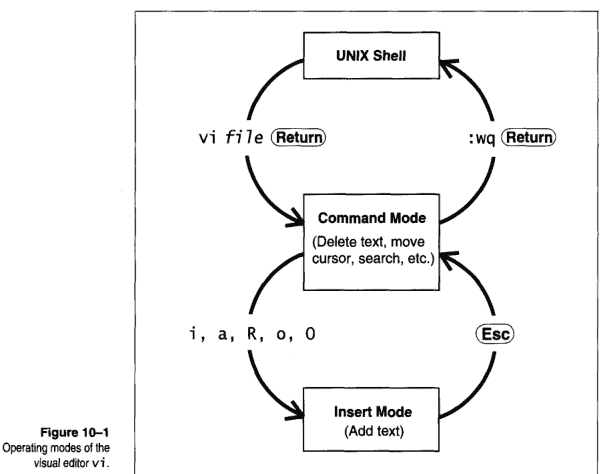 UNIX Shell
vi file Return
:wq Return
Command Mode
(Delete text, move
cursor, search, etc.)
i, a, R, o, O
Esc
Insert Mode
(Add text)
Figure 10–1
Operating modes of the
visual editor vi.